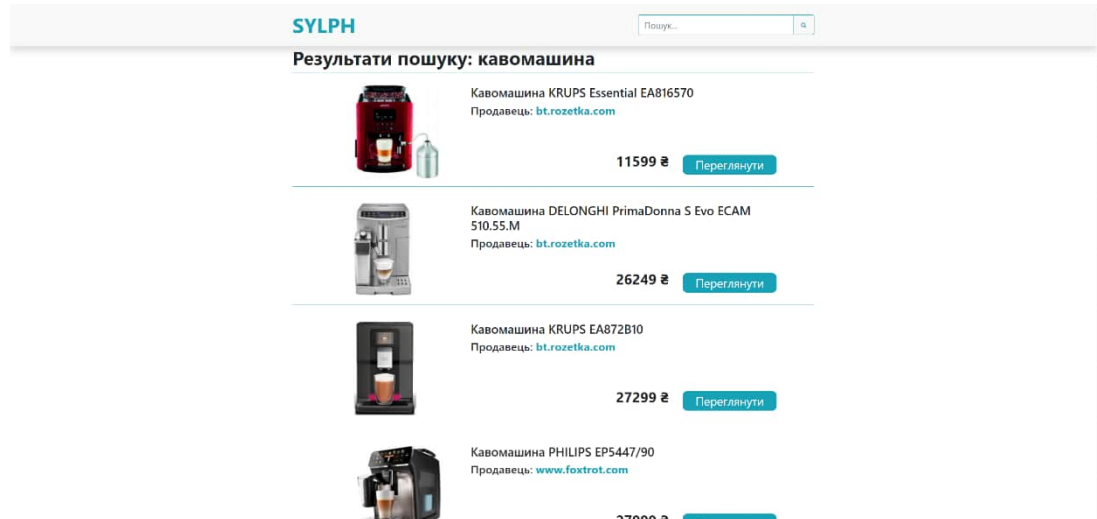 SYLPH
Пошук...
Результати пошуку: кавомашина
Кавомашина KRUPS Essential EA816570
Продавець: bt.rozetka.com
11599 ₴ Переглянути
Кавомашина DELONGHI PrimaDonna S Evo ECAM
510.55.M
Продавець: bt.rozetka.com
26249 ₴ Переглянути
Кавомашина KRUPS EA872B10
Продавець: bt.rozetka.com
27299 ₴ Переглянути
Кавомашина PHILIPS EP5447/90
Продавець: www.foxtrot.com